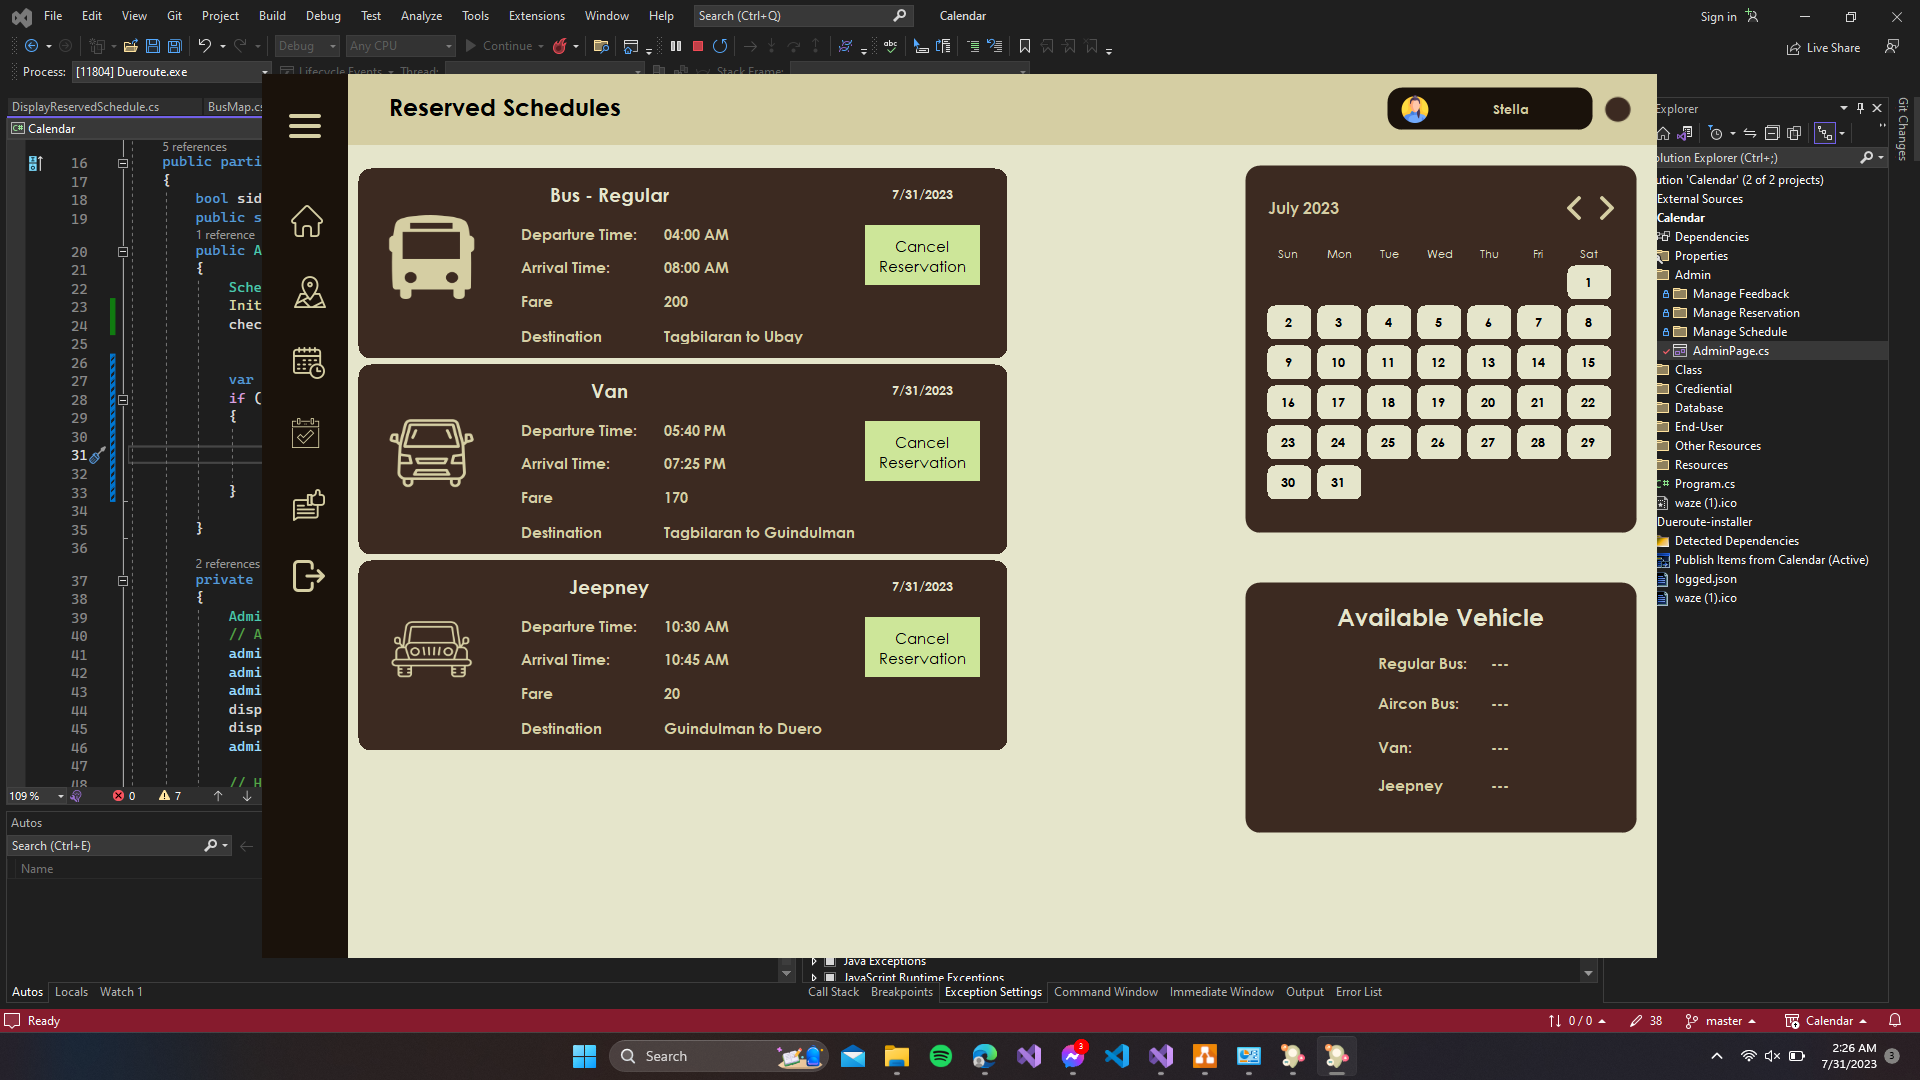 File Edit View Git Project Build Debug Test Analyze Tools Extensions Window Help Search (Ctrl+Q) Calendar Sign in
Debug Any CPU Continue Live Share
Process: [11804] Dueroute.exe Lifecycle Events Thread: Stack Frame:
DisplayReservedSchedule.cs BusMap.cs
Calendar
5 references
16 public parti
17 {
18 bool sid
19 public s
1 reference
20 public A
21 {
22 Sche
23 Init
24 chec
25
26
27 var
28 if (
29 {
30
31
32
33 }
34
35 }
36
2 references
37 private
38 {
39 Admi
40 // A
41 admi
42 admi
43 admi
44 disp
45 disp
46 admi
47
48 // H
109 % 0 7
Autos
Search (Ctrl+E)
Name
Autos Locals Watch 1
Reserved Schedules
Stella
Bus - Regular 7/31/2023
Departure Time: 04:00 AM
Arrival Time: 08:00 AM
Fare 200
Destination Tagbilaran to Ubay
Cancel
Reservation
Van 7/31/2023
Departure Time: 05:40 PM
Arrival Time: 07:25 PM
Fare 170
Destination Tagbilaran to Guindulman
Cancel
Reservation
Jeepney 7/31/2023
Departure Time: 10:30 AM
Arrival Time: 10:45 AM
Fare 20
Destination Guindulman to Duero
Cancel
Reservation
July 2023
Sun Mon Tue Wed Thu Fri Sat
1
2 3 4 5 6 7 8
9 10 11 12 13 14 15
16 17 18 19 20 21 22
23 24 25 26 27 28 29
30 31
Available Vehicle
Regular Bus: ---
Aircon Bus: ---
Van: ---
Jeepney ---
Explorer
olution Explorer (Ctrl+;)
ution 'Calendar' (2 of 2 projects)
External Sources
Calendar
Dependencies
Properties
Admin
Manage Feedback
Manage Reservation
Manage Schedule
AdminPage.cs
Class
Crediential
Database
End-User
Other Resources
Resources
C# Program.cs
waze (1).ico
Dueroute-installer
Detected Dependencies
Publish Items from Calendar (Active)
logged.json
waze (1).ico
Git Changes
Java Exceptions
JavaScript Runtime Exceptions
Call Stack Breakpoints Exception Settings Command Window Immediate Window Output Error List
Ready 0 / 0 38 master Calendar
Search 3 2:26 AM
7/31/2023 3